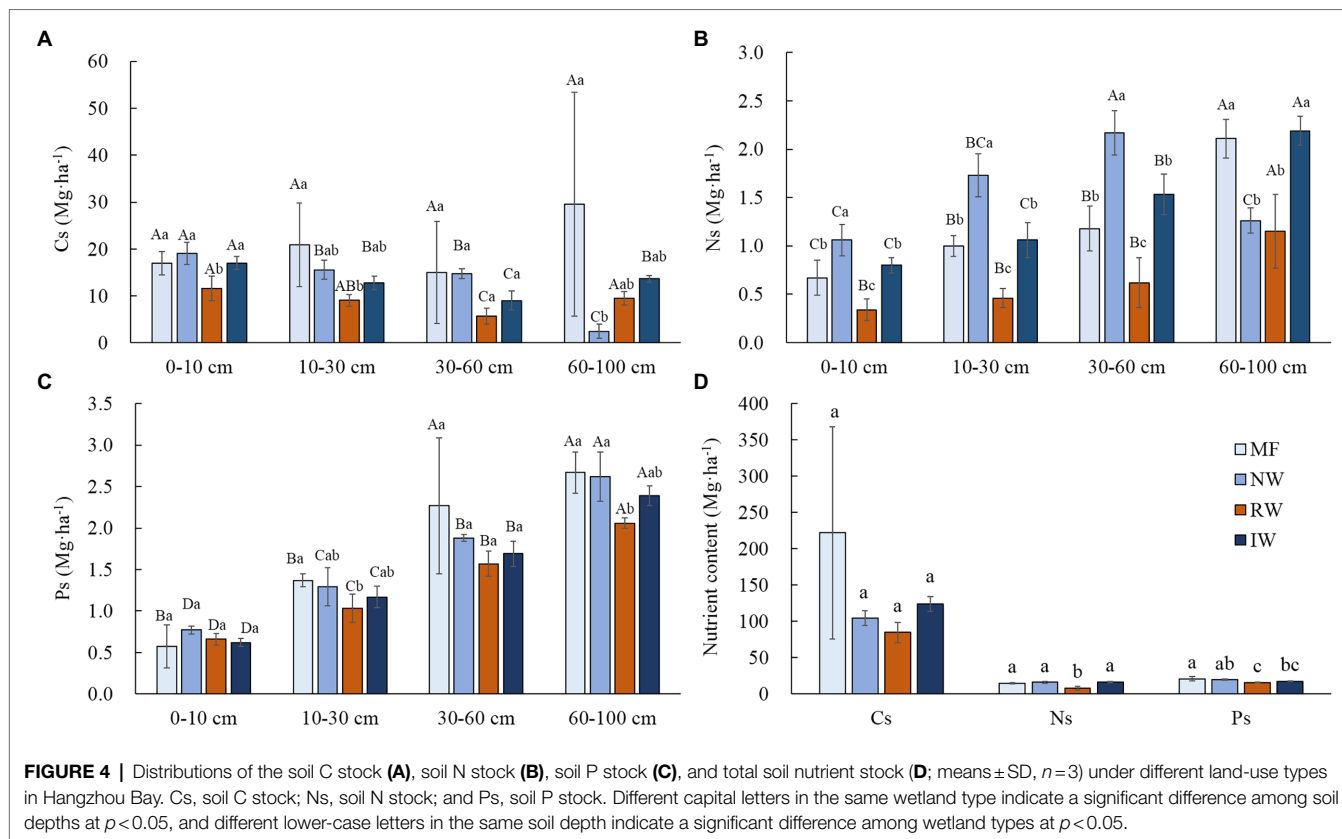 A
Cs (Mg·ha⁻¹)
60
50
40
30
20
10
0
Aa Aa Ab Aa
Aa Bab ABb Bab
Aa Ba Ca Ca
Aa Cb Aab Bab
0-10 cm 10-30 cm 30-60 cm 60-100 cm
B
Ns (Mg·ha⁻¹)
3.0
2.5
2.0
1.5
1.0
0.5
0.0
Cb Ca Bc Cb
Bb BCa Bc Cb
Bb Aa Bc Bb
Aa Cb Ab Aa
0-10 cm 10-30 cm 30-60 cm 60-100 cm
C
Ps (Mg·ha⁻¹)
3.5
3.0
2.5
2.0
1.5
1.0
0.5
0.0
Ba Da Da Da
Ba Cab Cb Cab
Aa Ba Ba Ba
Aa Aa Ab Aab
0-10 cm 10-30 cm 30-60 cm 60-100 cm
D
Nutrient content (Mg·ha⁻¹)
400
350
300
250
200
150
100
50
0
a a a a
a a b a
a ab c bc
Cs Ns Ps
MF
NW
RW
IW
FIGURE 4 | Distributions of the soil C stock (A), soil N stock (B), soil P stock (C), and total soil nutrient stock (D; means ± SD, n = 3) under different land-use types
in Hangzhou Bay. Cs, soil C stock; Ns, soil N stock; and Ps, soil P stock. Different capital letters in the same wetland type indicate a significant difference among soil
depths at p < 0.05, and different lower-case letters in the same soil depth indicate a significant difference among wetland types at p < 0.05.